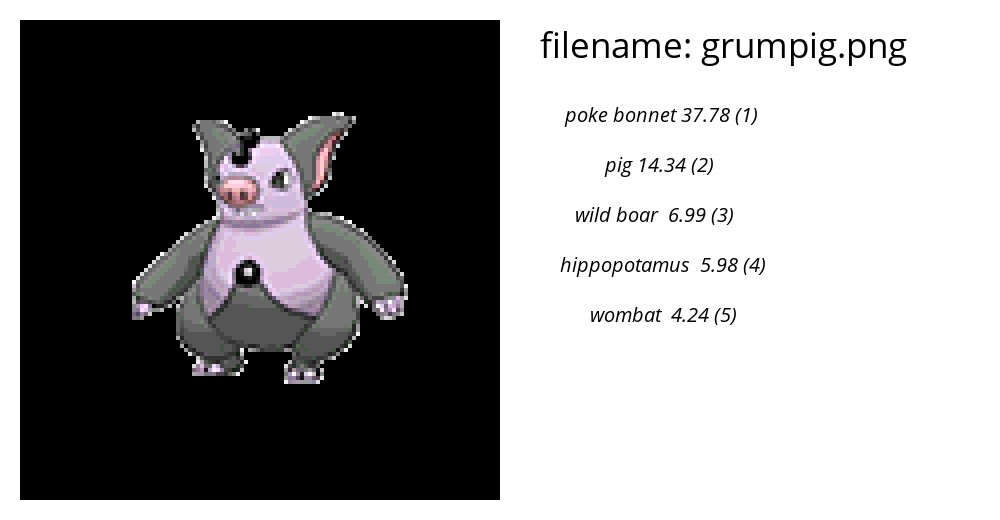 filename: grumpig.png
poke bonnet 37.78 (1)
pig 14.34 (2)
wild boar 6.99 (3)
hippopotamus 5.98 (4)
wombat 4.24 (5)